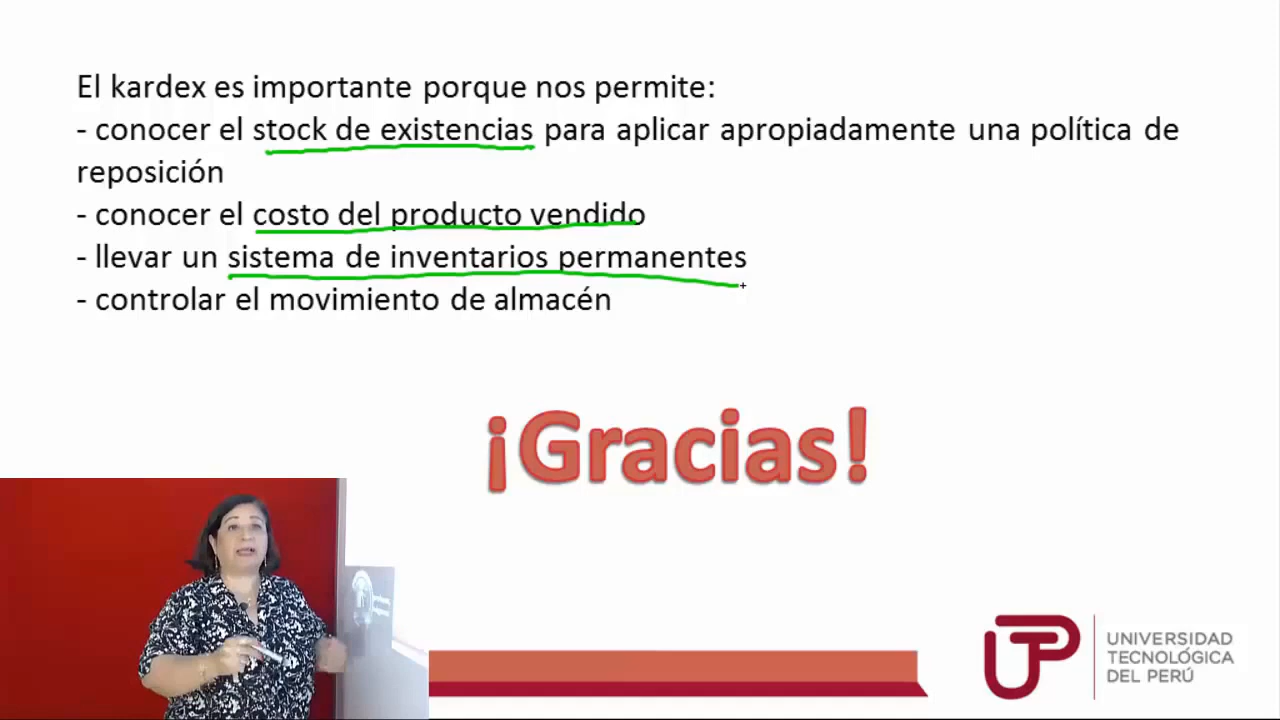 El kardex es importante porque nos permite:
- conocer el stock de existencias para aplicar apropiadamente una política de
reposición
- conocer el costo del producto vendido
- llevar un sistema de inventarios permanentes
- controlar el movimiento de almacén
¡Gracias!
UTP
UNIVERSIDAD
TECNOLÓGICA
DEL PERÚ